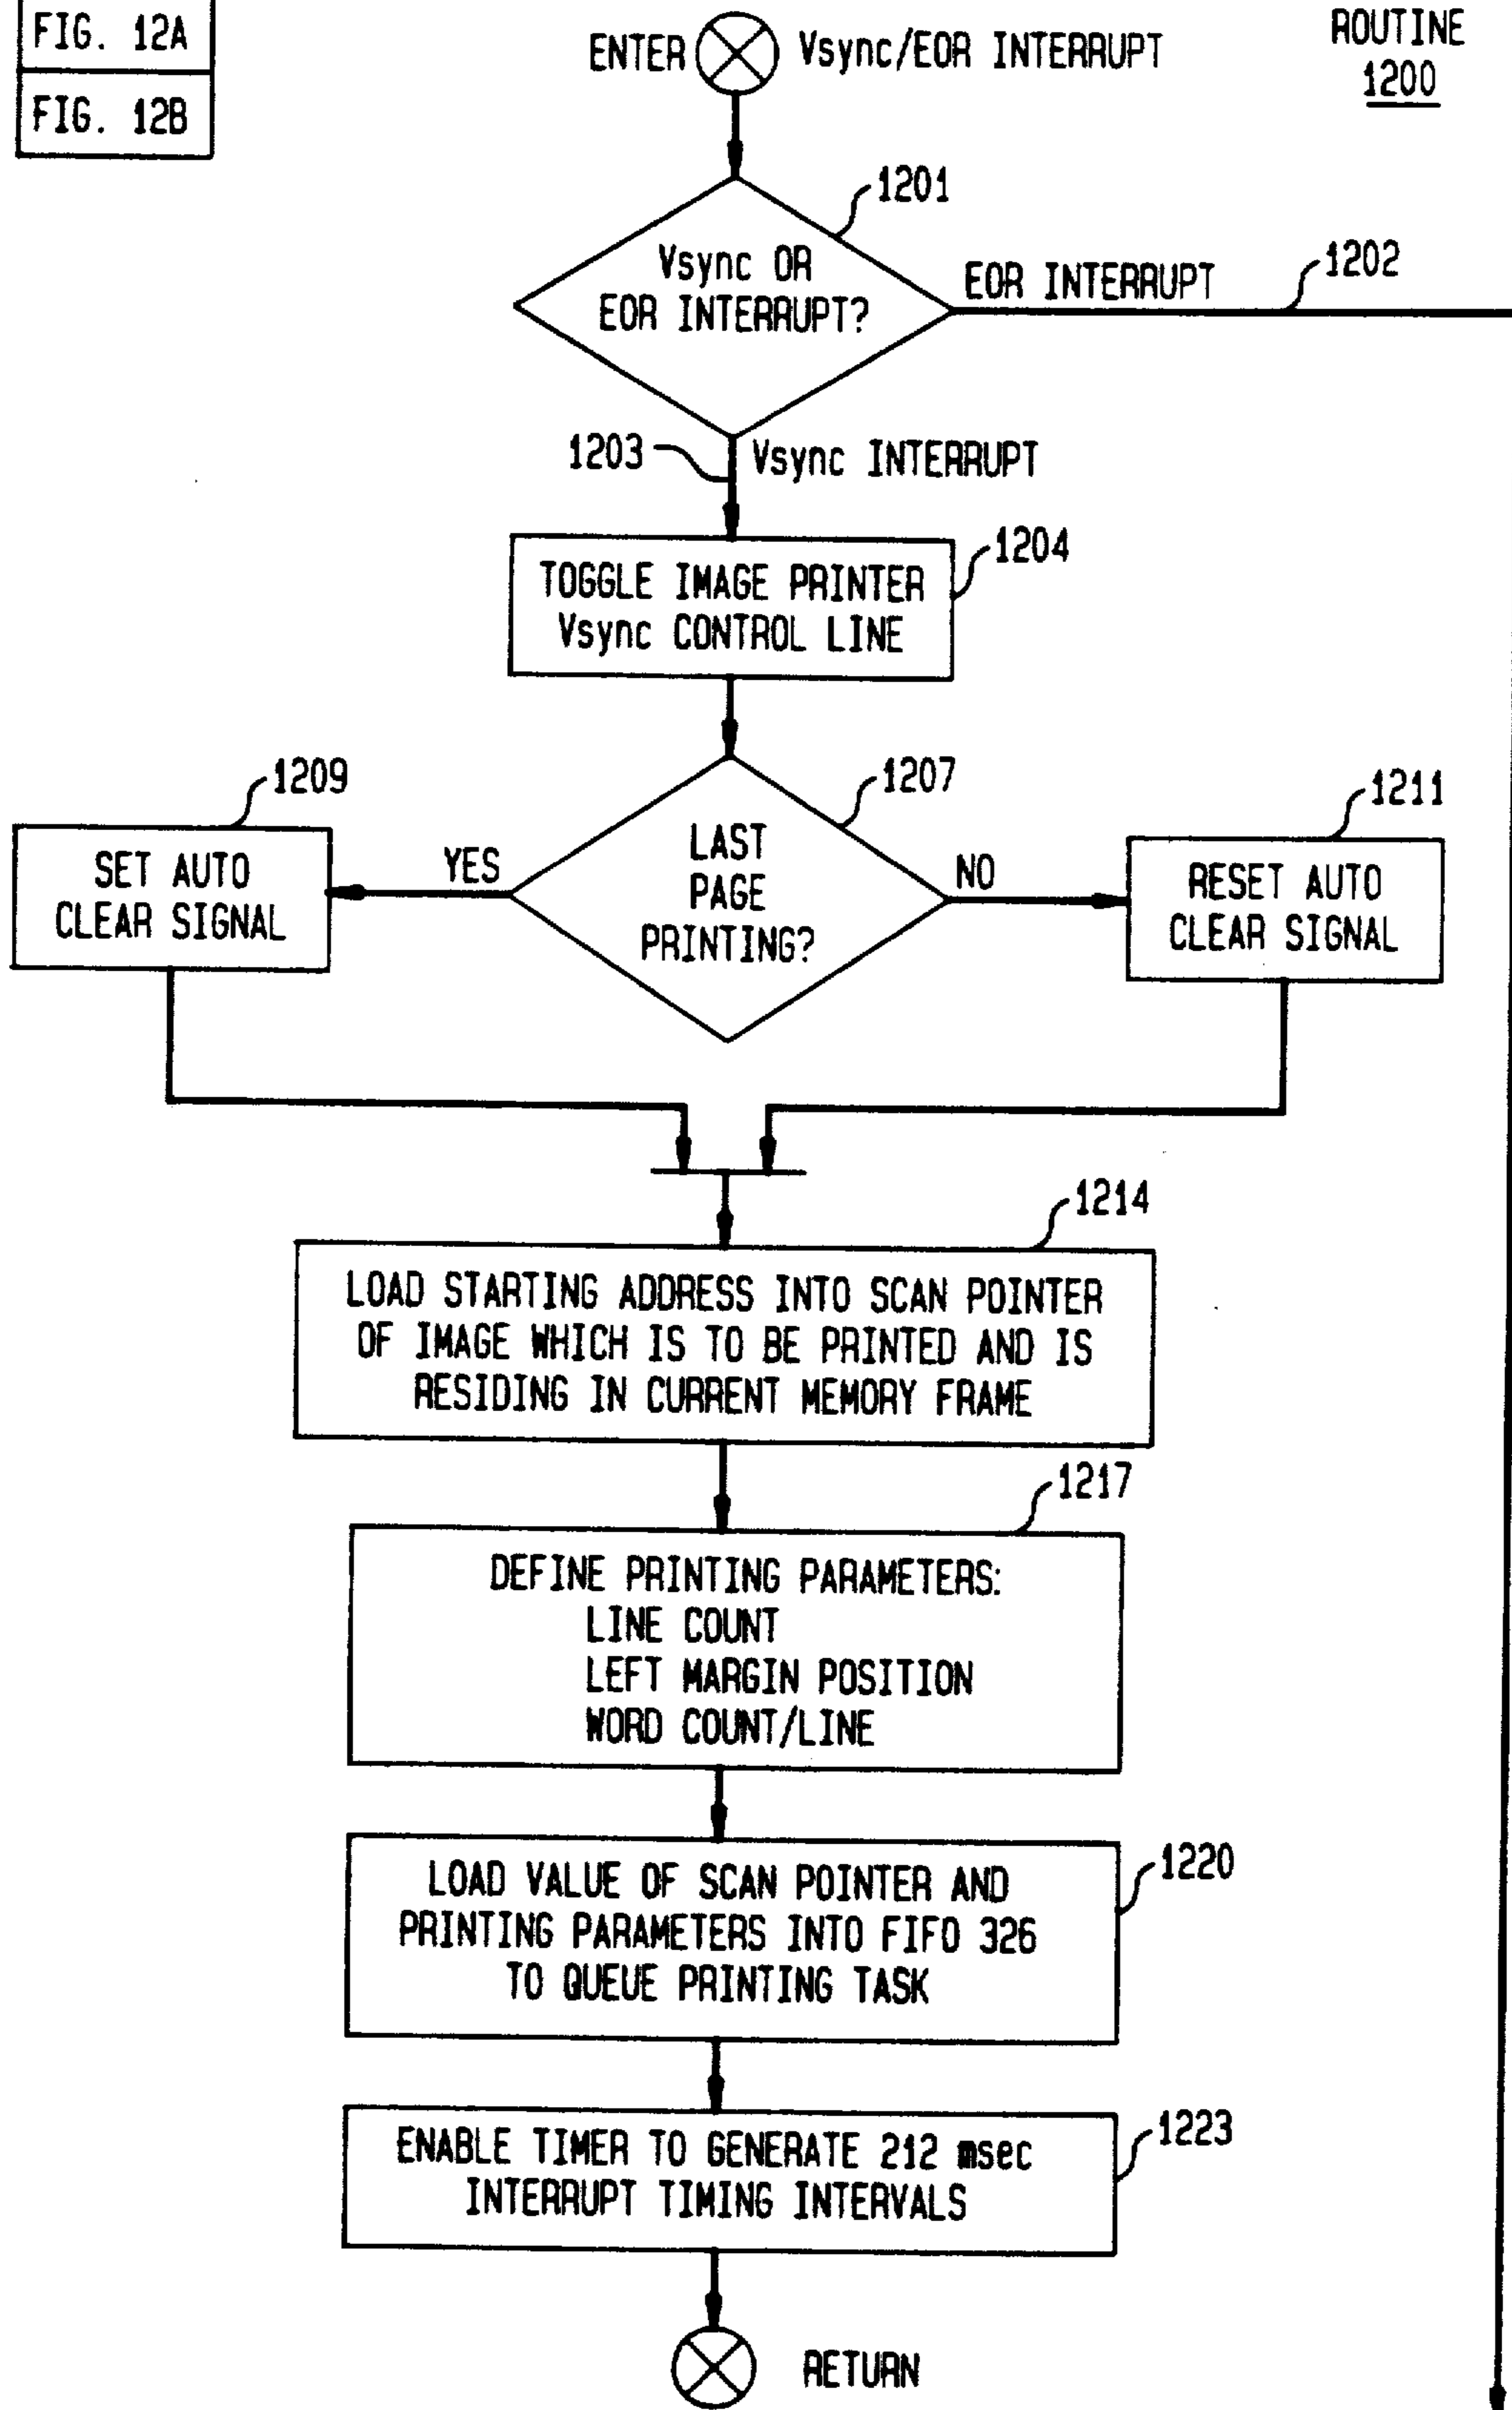 FIG. 12A
FIG. 12B
ENTER
Vsync/EOR INTERRUPT
ROUTINE
1200
1201
Vsync OR
EOR INTERRUPT?
EOR INTERRUPT
1202
1203
Vsync INTERRUPT
1204
TOGGLE IMAGE PRINTER
Vsync CONTROL LINE
1209
1207
1211
SET AUTO
CLEAR SIGNAL
YES
LAST
PAGE
PRINTING?
NO
RESET AUTO
CLEAR SIGNAL
1214
LOAD STARTING ADDRESS INTO SCAN POINTER
OF IMAGE WHICH IS TO BE PRINTED AND IS
RESIDING IN CURRENT MEMORY FRAME
1217
DEFINE PRINTING PARAMETERS:
LINE COUNT
LEFT MARGIN POSITION
WORD COUNT/LINE
1220
LOAD VALUE OF SCAN POINTER AND
PRINTING PARAMETERS INTO FIFO 326
TO QUEUE PRINTING TASK
1223
ENABLE TIMER TO GENERATE 212 msec
INTERRUPT TIMING INTERVALS
RETURN